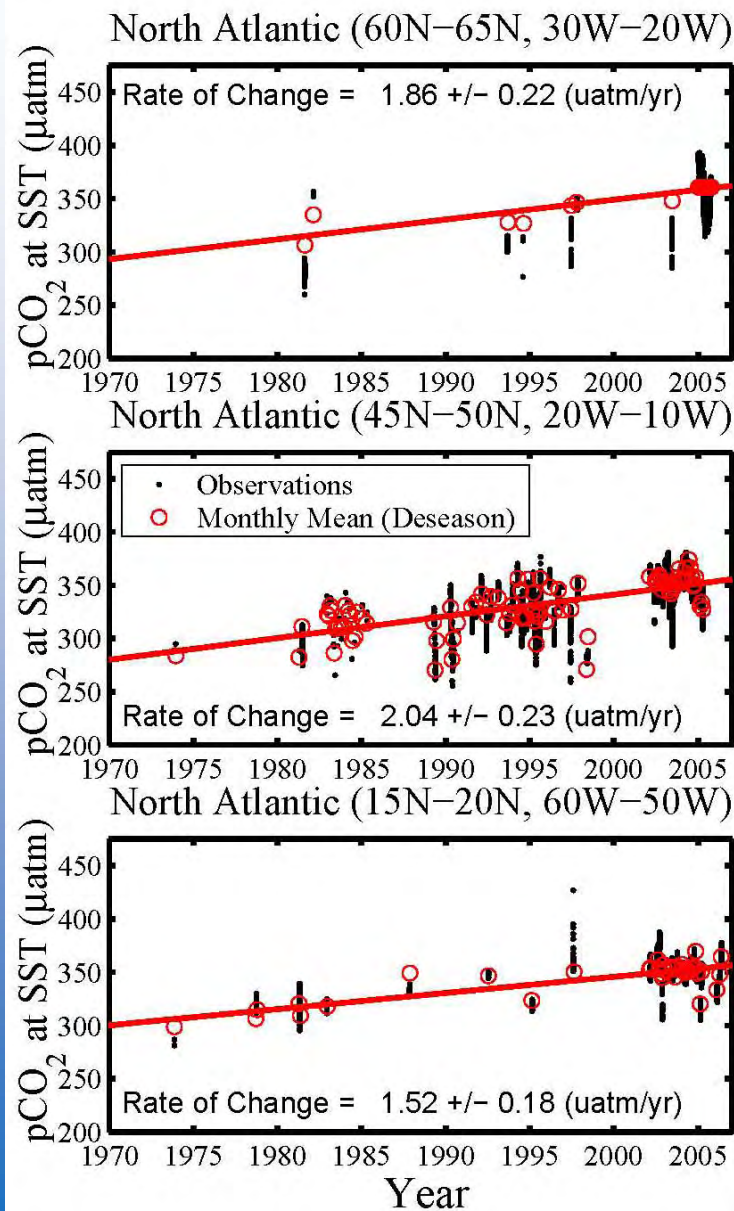 North Atlantic (60N−65N, 30W−20W)
Rate of Change = 1.86 +/− 0.22 (uatm/yr)
pCO₂ at SST (μatm)
450
400
350
300
250
200
1970 1975 1980 1985 1990 1995 2000 2005
North Atlantic (45N−50N, 20W−10W)
Observations
Monthly Mean (Deseason)
pCO₂ at SST (μatm)
450
400
350
300
250
200
Rate of Change = 2.04 +/− 0.23 (uatm/yr)
1970 1975 1980 1985 1990 1995 2000 2005
North Atlantic (15N−20N, 60W−50W)
pCO₂ at SST (μatm)
450
400
350
300
250
200
Rate of Change = 1.52 +/− 0.18 (uatm/yr)
1970 1975 1980 1985 1990 1995 2000 2005
Year